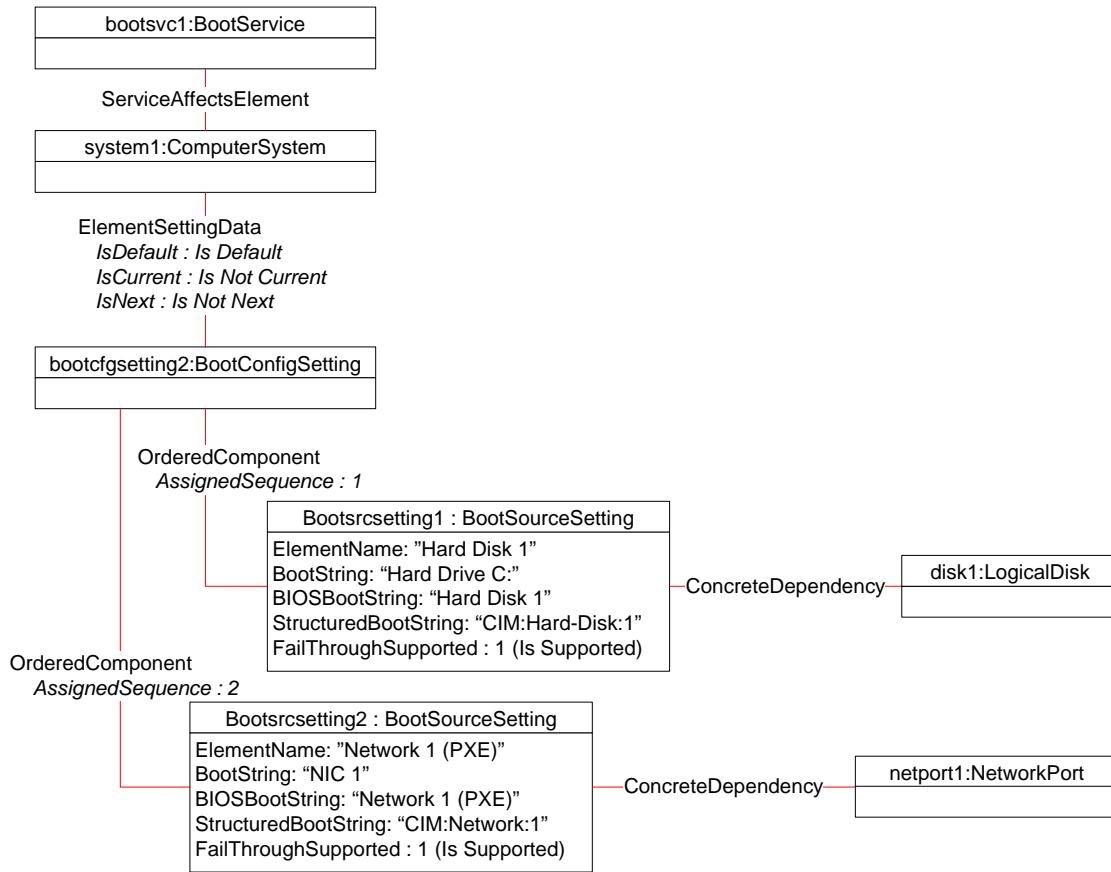 bootsvc1:BootService
ServiceAffectsElement
system1:ComputerSystem
ElementSettingData
IsDefault : Is Default
IsCurrent : Is Not Current
IsNext : Is Not Next
bootcfgsetting2:BootConfigSetting
OrderedComponent
AssignedSequence : 1
Bootsrcsetting1 : BootSourceSetting
ElementName: ”Hard Disk 1”
BootString: “Hard Drive C:”
BIOSBootString: “Hard Disk 1”
StructuredBootString: “CIM:Hard-Disk:1”
FailThroughSupported : 1 (Is Supported)
ConcreteDependency
disk1:LogicalDisk
OrderedComponent
AssignedSequence : 2
Bootsrcsetting2 : BootSourceSetting
ElementName: ”Network 1 (PXE)”
BootString: “NIC 1”
BIOSBootString: “Network 1 (PXE)”
StructuredBootString: “CIM:Network:1”
FailThroughSupported : 1 (Is Supported)
ConcreteDependency
netport1:NetworkPort